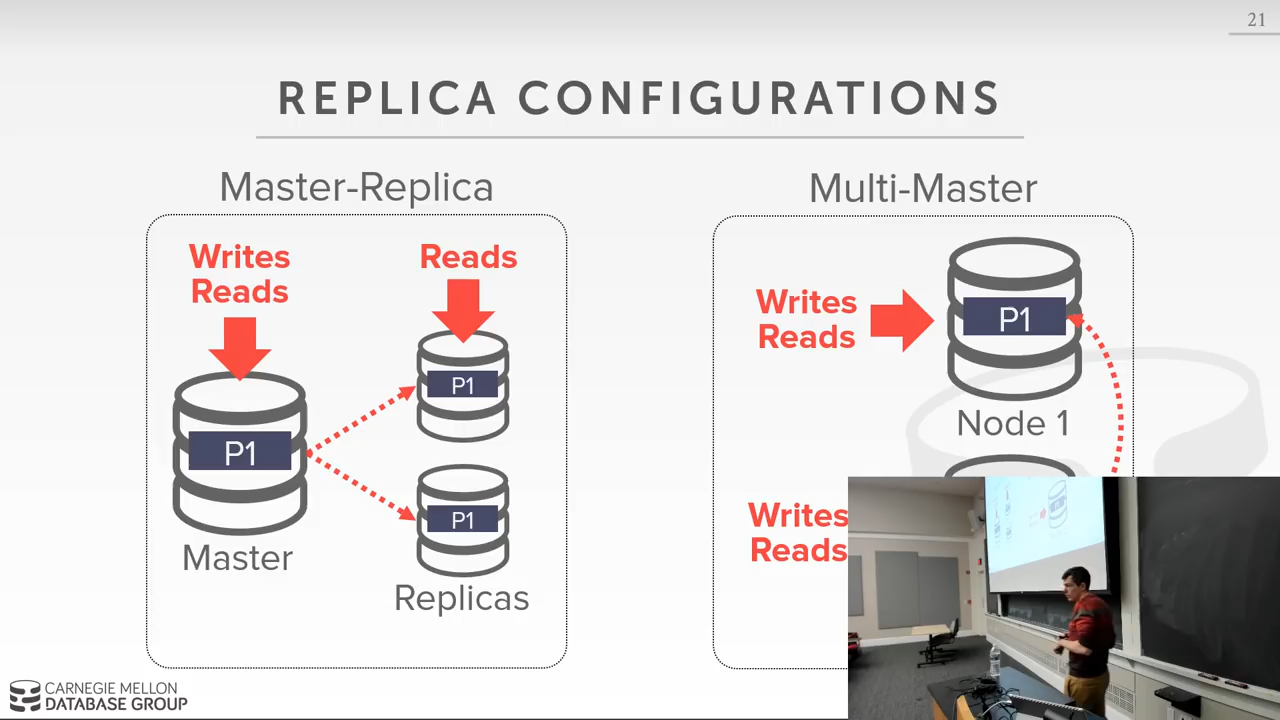 21
REPLICA CONFIGURATIONS
Master-Replica
Writes
Reads
Reads
P1
Master
P1
P1
Replicas
Multi-Master
Writes
Reads
P1
Node 1
Writes
Reads
CARNEGIE MELLON
DATABASE GROUP